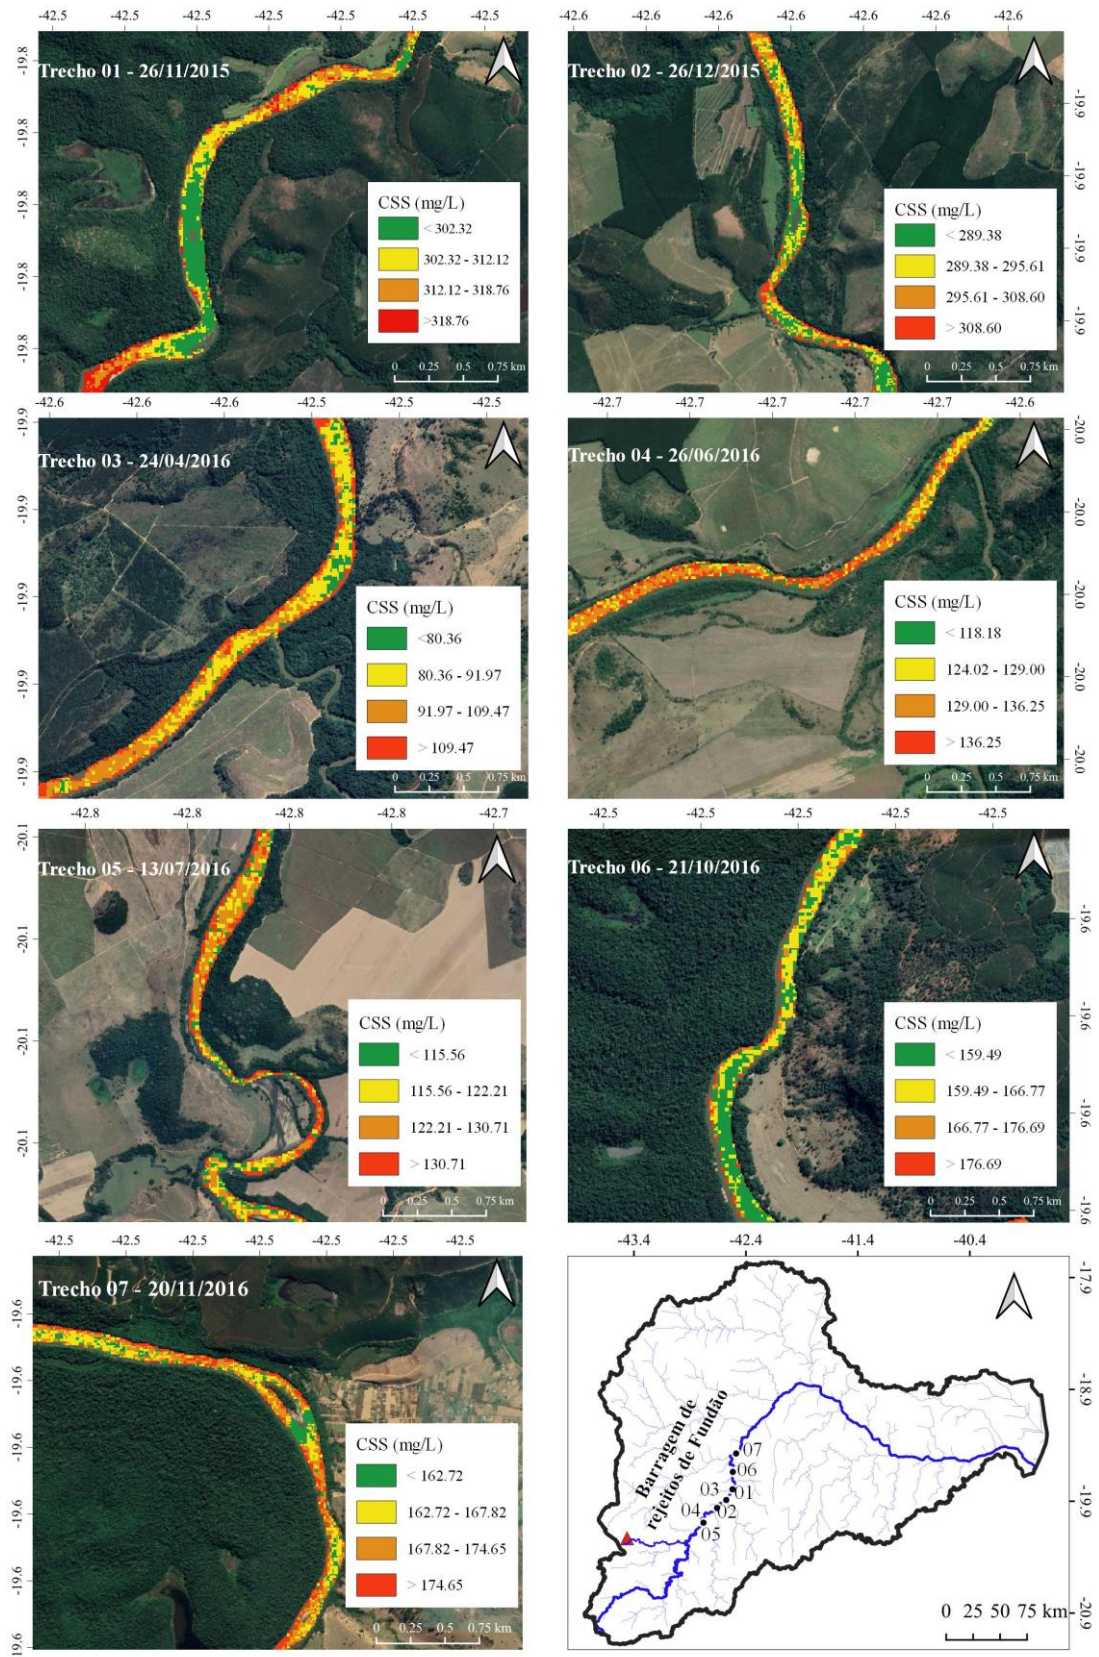 -42.5 -42.5 -42.5 -42.5 -42.5
-19.8
-19.8
-19.8
-19.8
-19.8
Trecho 01 - 26/11/2015
CSS (mg/L)
< 302.32
302.32 - 312.12
312.12 - 318.76
>318.76
0 0.25 0.5 0.75 km
-42.6 -42.6 -42.6 -42.6 -42.6 -42.6
Trecho 02 - 26/12/2015
-19.9
-19.9
-19.9
-19.9
CSS (mg/L)
< 289.38
289.38 - 295.61
295.61 - 308.60
> 308.60
0 0.25 0.5 0.75 km
-42.6 -42.6 -42.6 -42.5 -42.5
-19.9
-19.9
-19.9
-19.9
-19.9
Trecho 03 - 24/04/2016
CSS (mg/L)
<80.36
80.36 - 91.97
91.97 - 109.47
> 109.47
0 0.25 0.5 0.75 km
-42.7 -42.7 -42.7 -42.7 -42.7 -42.6
Trecho 04 - 26/06/2016
-20.0
-20.0
-20.0
-20.0
-20.0
CSS (mg/L)
<118.18
124.02 - 129.00
129.00 - 136.25
> 136.25
0 0.25 0.5 0.75 km
-42.8 -42.8 -42.8 -42.8 -42.7
-20.1
-20.1
-20.1
-20.1
Trecho 05 - 13/07/2016
CSS (mg/L)
< 115.56
115.56 - 122.21
122.21 - 130.71
> 130.71
0 0.25 0.5 0.75 km
-42.5 -42.5 -42.5 -42.5 -42.5
Trecho 06 - 21/10/2016
-19.6
-19.6
-19.6
-19.6
CSS (mg/L)
< 159.49
159.49 - 166.77
166.77 - 176.69
> 176.69
0 0.25 0.5 0.75 km
-42.5 -42.5 -42.5 -42.5 -42.5 -42.5 -42.5
-19.6
-19.6
-19.6
-19.6
-19.6
-19.6
Trecho 07 - 20/11/2016
CSS (mg/L)
< 162.72
162.72 - 167.82
167.82 - 174.65
> 174.65
0 0.25 0.5 0.75 km
-43.4 -42.4 -41.4 -40.4
-17.9
-18.9
-19.9
-20.9
Barragem de
rejeitos de Fundão
07
06
03 01
04 02
05
0 25 50 75 km